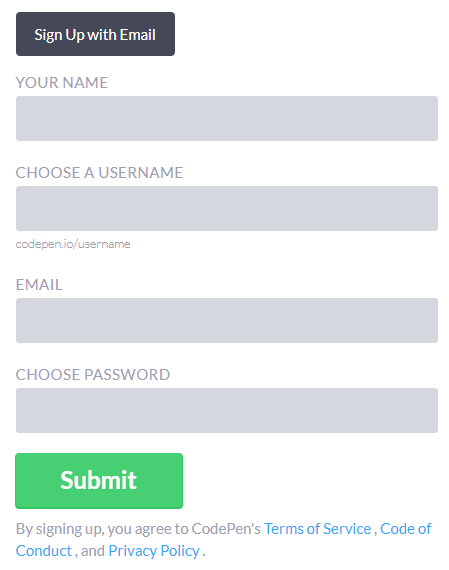 Sign Up with Email
YOUR NAME
CHOOSE A USERNAME
codepen.io/username
EMAIL
CHOOSE PASSWORD
Submit
By signing up, you agree to CodePen's Terms of Service , Code of
Conduct , and Privacy Policy .